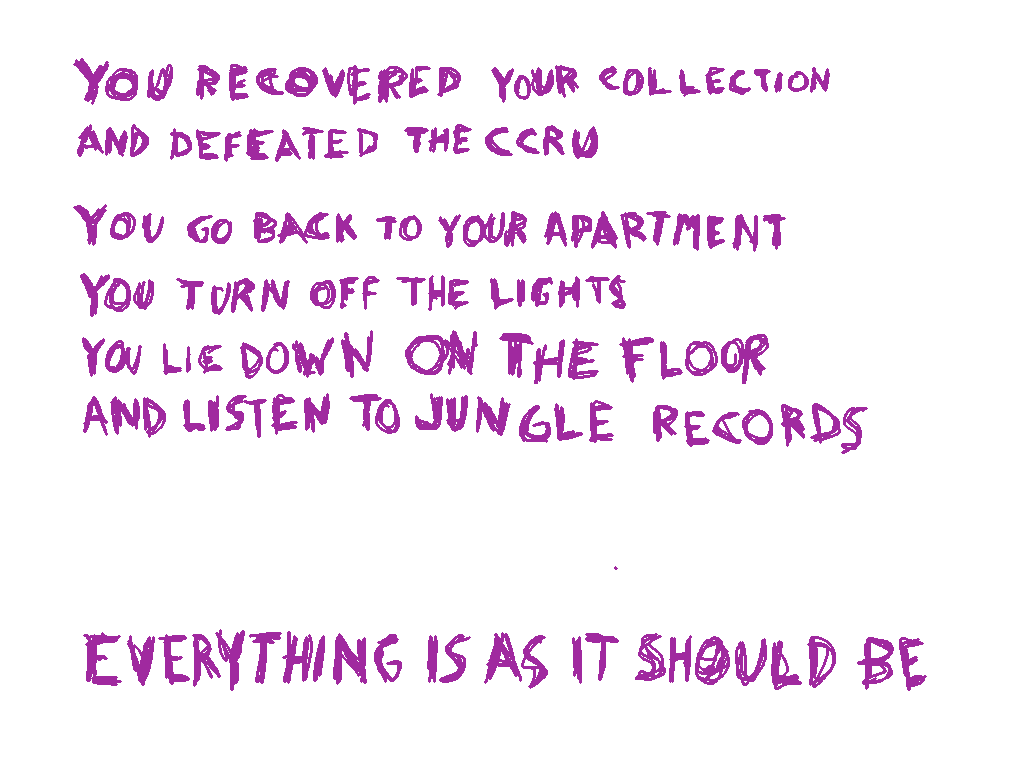 YOU RECOVERED YOUR COLLECTION
AND DEFEATED THE CCRU
YOU GO BACK TO YOUR APARTMENT
YOU TURN OFF THE LIGHTS
YOU LIE DOWN ON THE FLOOR
AND LISTEN TO JUNGLE RECORDS
EVERYTHING IS AS IT SHOULD BE